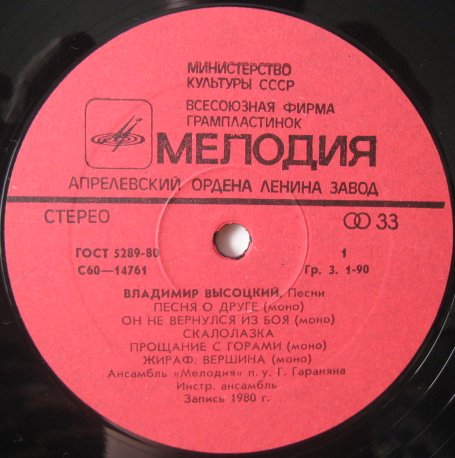 МИНИСТЕРСТВО
КУЛЬТУРЫ СССР
ВСЕСОЮЗНАЯ ФИРМА
ГРАМПЛАСТИНОК
МЕЛОДИЯ
АПРЕЛЕВСКИЙ ОРДЕНА ЛЕНИНА ЗАВОД
СТЕРЕО 33
ГОСТ 5289-80 1
С60—14761 Гр. 3. 1-90
ВЛАДИМИР ВЫСОЦКИЙ, Песни
ПЕСНЯ О ДРУГЕ (моно)
ОН НЕ ВЕРНУЛСЯ ИЗ БОЯ (моно)
СКАЛОЛАЗКА
ПРОЩАНИЕ С ГОРАМИ (моно)
ЖИРАФ. ВЕРШИНА (моно)
Ансамбль «Мелодия» п. у. Г. Гараняна
Инстр. ансамбль
Запись 1980 г.